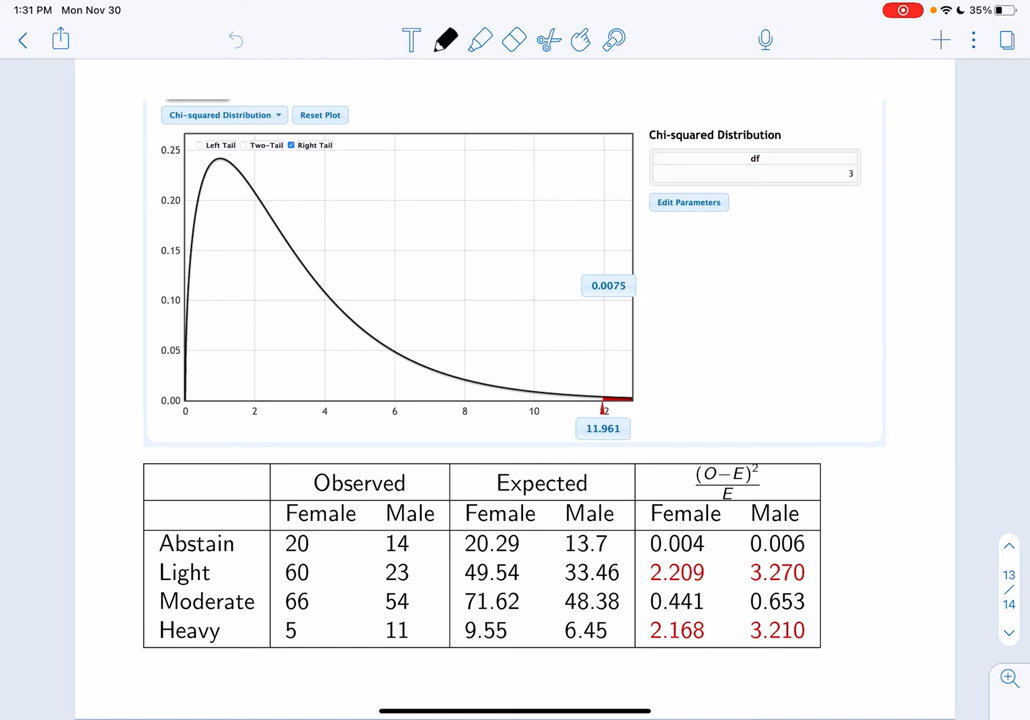 1:31 PM Mon Nov 30
35%
T
Chi-squared Distribution
Reset Plot
Left Tail Two-Tail Right Tail
0.25
0.20
0.15
0.10
0.05
0.00
0 2 4 6 8 10 12
0.0075
11.961
Chi-squared Distribution
df
3
Edit Parameters
Observed Expected (O−E)²/E
Female Male Female Male Female Male
Abstain 20 14 20.29 13.7 0.004 0.006
Light 60 23 49.54 33.46 2.209 3.270
Moderate 66 54 71.62 48.38 0.441 0.653
Heavy 5 11 9.55 6.45 2.168 3.210
13
/
14